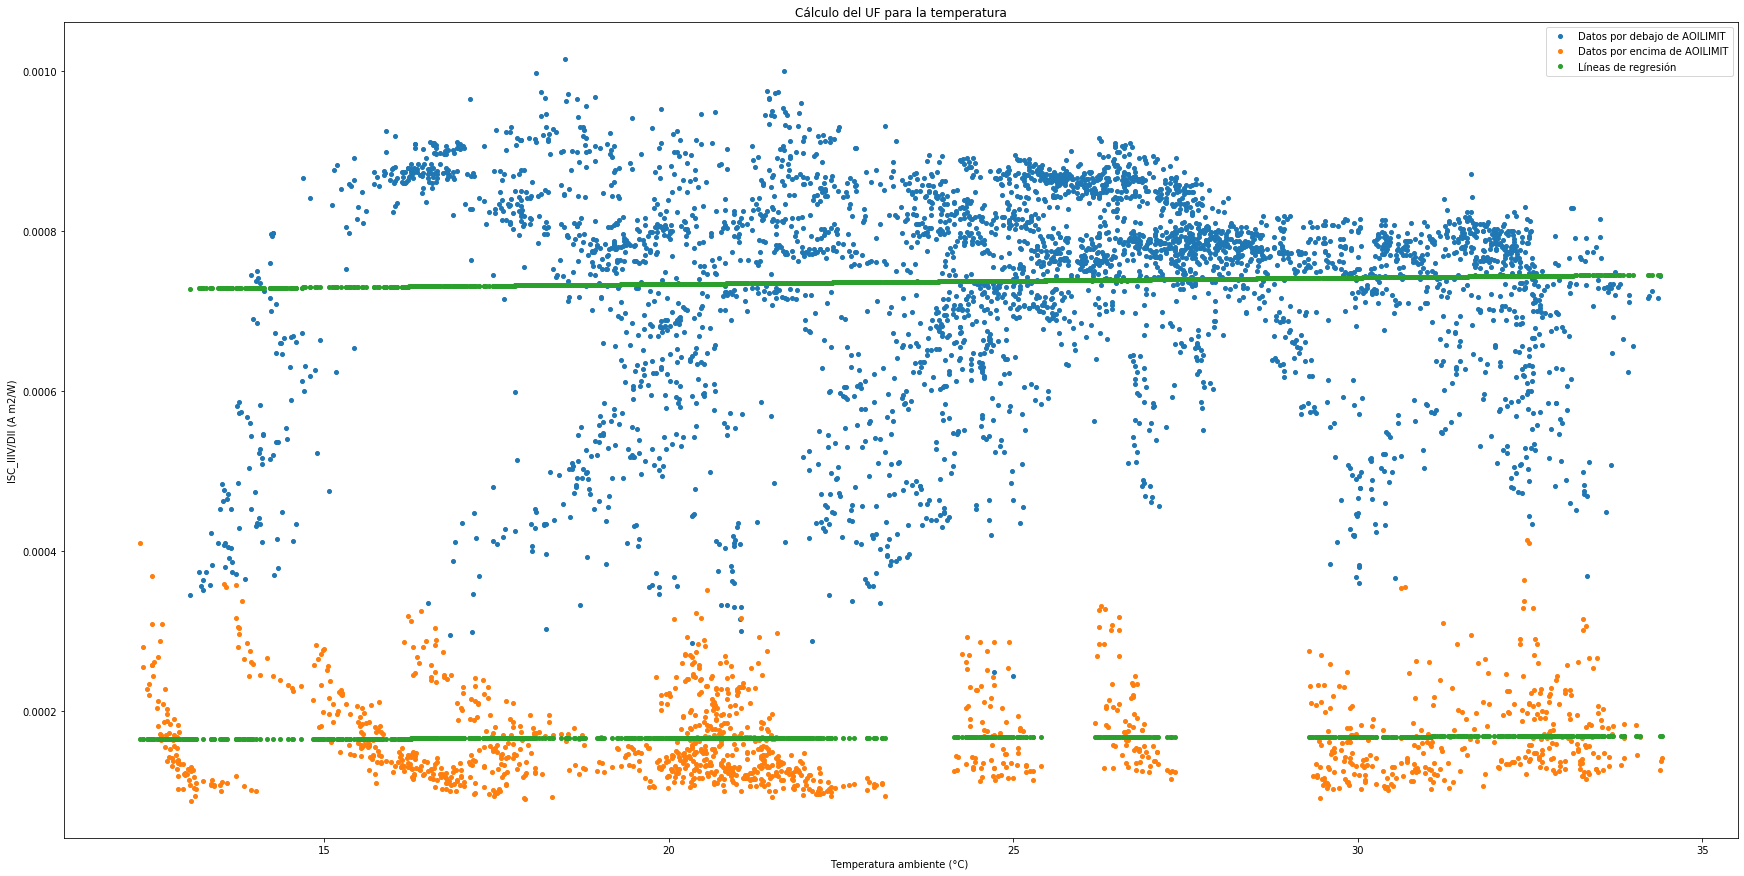 Cálculo del UF para la temperatura
Datos por debajo de AOILIMIT
Datos por encima de AOILIMIT
Líneas de regresión
ISC_IIIV/DII (A m2/W)
0.0010
0.0008
0.0006
0.0004
0.0002
15
20
25
30
35
Temperatura ambiente (°C)